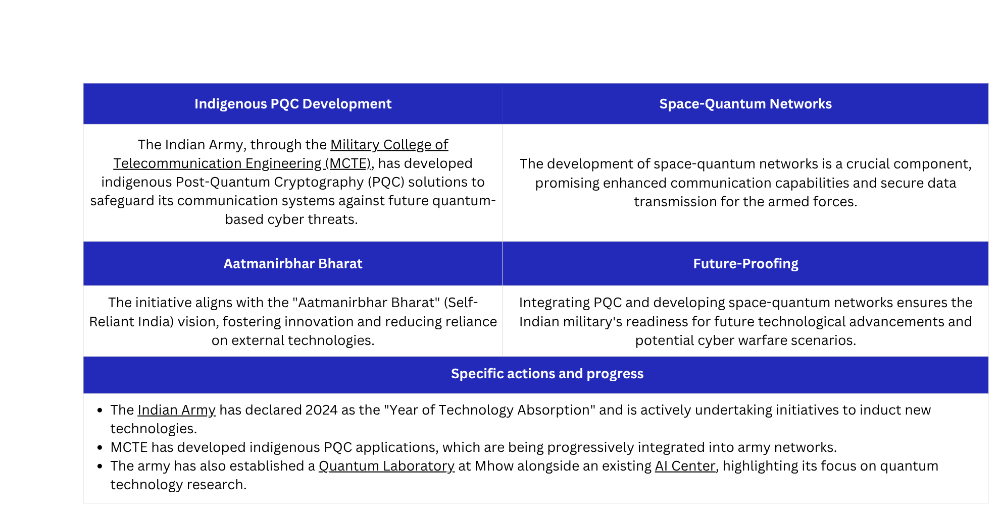 Indigenous PQC Development
Space-Quantum Networks
The Indian Army, through the Military College of
Telecommunication Engineering (MCTE), has developed
indigenous Post-Quantum Cryptography (PQC) solutions to
safeguard its communication systems against future quantum-
based cyber threats.
The development of space-quantum networks is a crucial component,
promising enhanced communication capabilities and secure data
transmission for the armed forces.
Aatmanirbhar Bharat
Future-Proofing
The initiative aligns with the "Aatmanirbhar Bharat" (Self-
Reliant India) vision, fostering innovation and reducing reliance
on external technologies.
Integrating PQC and developing space-quantum networks ensures the
Indian military's readiness for future technological advancements and
potential cyber warfare scenarios.
Specific actions and progress
• The Indian Army has declared 2024 as the "Year of Technology Absorption" and is actively undertaking initiatives to induct new
technologies.
• MCTE has developed indigenous PQC applications, which are being progressively integrated into army networks.
• The army has also established a Quantum Laboratory at Mhow alongside an existing AI Center, highlighting its focus on quantum
technology research.